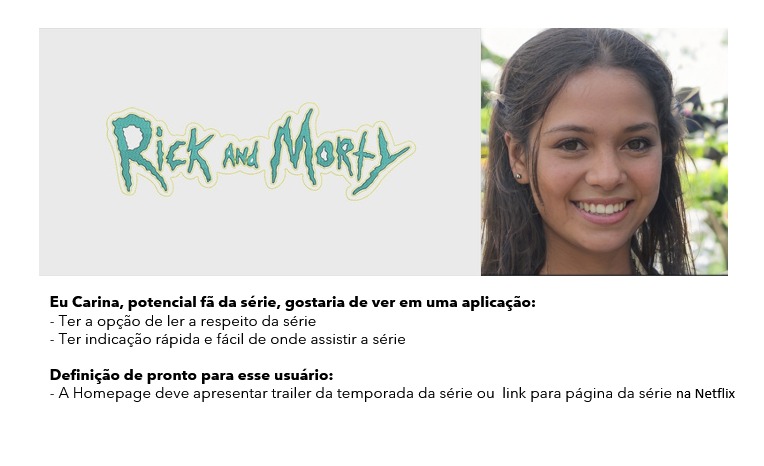 Rick and Morty
Eu Carina, potencial fã da série, gostaria de ver em uma aplicação:
- Ter a opção de ler a respeito da série
- Ter indicação rápida e fácil de onde assistir a série
Definição de pronto para esse usuário:
- A Homepage deve apresentar trailer da temporada da série ou  link para página da série na Netflix